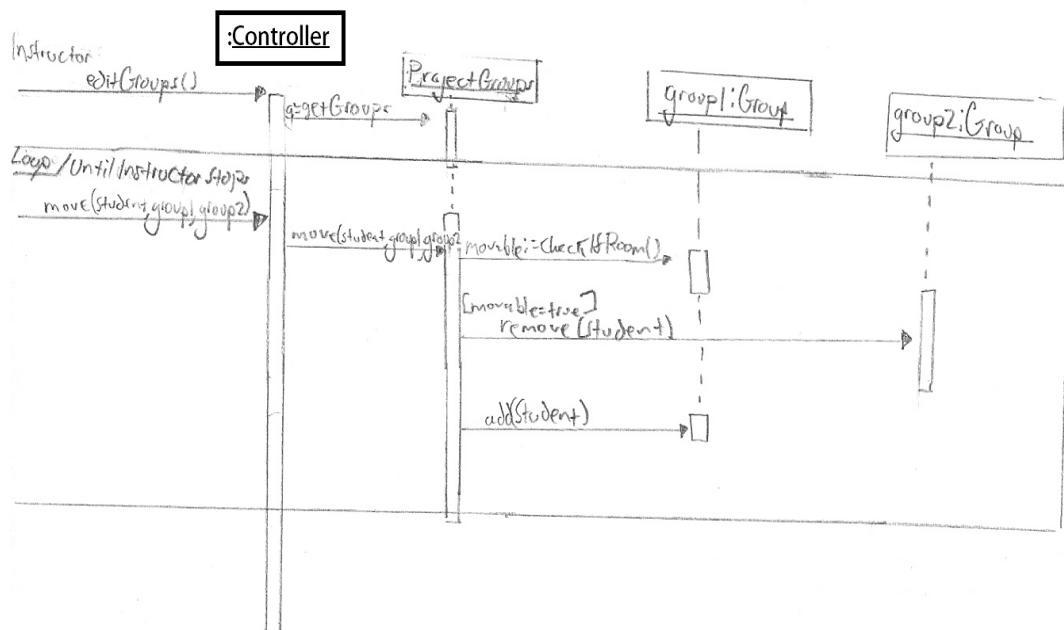 :Controller
Instructor
editGroups()
:ProjectGroups
group1:Group
group2:Group
g=getGroups
Loop / Until Instructor Stops
move(student,group1,group2)
move(student,group1,group2
movable:=CheckIfRoom()
[movable=true]
remove(Student)
add(Student)